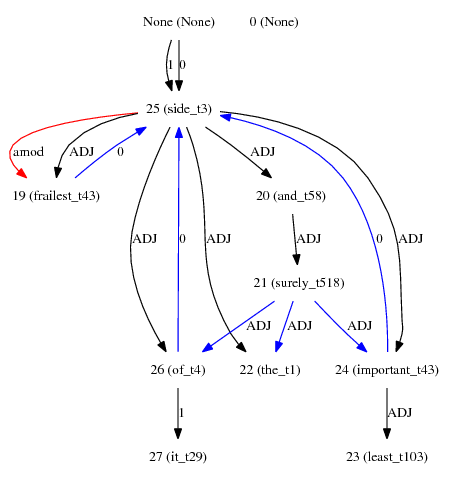 None (None) 0 (None)
1 0
25 (side_t3)
amod ADJ 0 ADJ
19 (frailest_t43) 20 (and_t58)
ADJ 0 ADJ ADJ 0 ADJ
21 (surely_t518)
ADJ ADJ ADJ
26 (of_t4) 22 (the_t1) 24 (important_t43)
1 ADJ
27 (it_t29) 23 (least_t103)